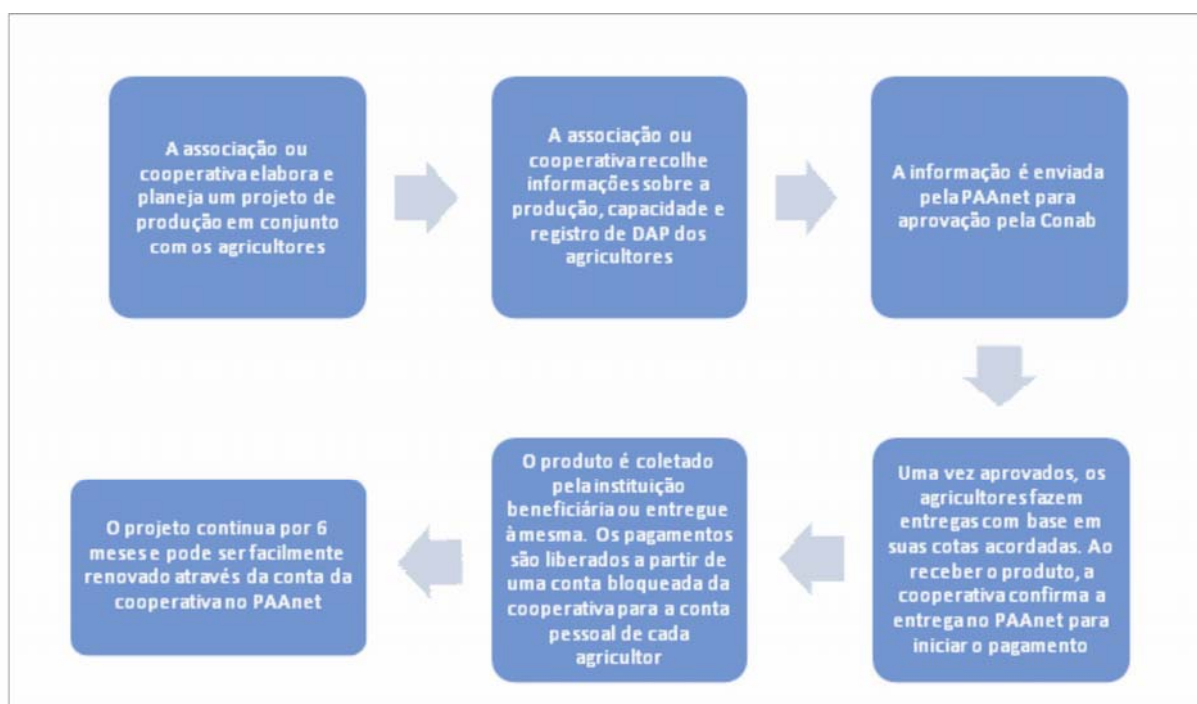 A associação ou
cooperativa elabora e
planeja um projeto de
produção em conjunto
com os agricultores
A associação ou
cooperativa recolhe
informações sobre a
produção, capacidade e
registro de DAP dos
agricultores
A informação é enviada
pela PAAnet para
aprovação pela Conab
Uma vez aprovados, os
agricultores fazem
entregas com base em
suas cotas acordadas. Ao
receber o produto, a
cooperativa confirma a
entrega no PAAnet para
iniciar o pagamento
O produto é coletado
pela instituição
beneficiária ou entregue
à mesma. Os pagamentos
são liberados a partir de
uma conta bloqueada da
cooperativa para a conta
pessoal de cada
agricultor
O projeto continua por 6
meses e pode ser facilmente
renovado através da conta da
cooperativa no PAAnet